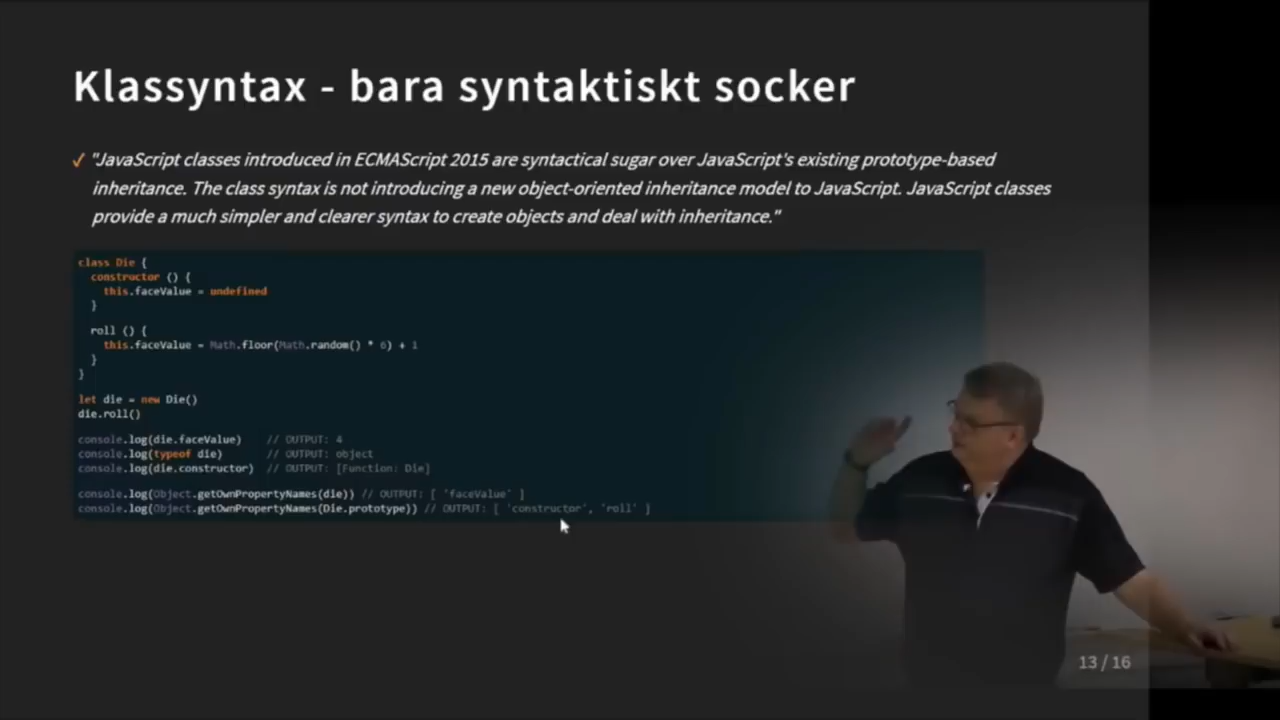 Klassyntax - bara syntaktiskt socker
✓ "JavaScript classes introduced in ECMAScript 2015 are syntactical sugar over JavaScript's existing prototype-based
inheritance. The class syntax is not introducing a new object-oriented inheritance model to JavaScript. JavaScript classes
provide a much simpler and clearer syntax to create objects and deal with inheritance."
class Die {
constructor () {
this.faceValue = undefined
}
roll () {
this.faceValue = Math.floor(Math.random() * 6) + 1
}
}
let die = new Die()
die.roll()
console.log(die.faceValue) // OUTPUT: 4
console.log(typeof die) // OUTPUT: object
console.log(die.constructor) // OUTPUT: [Function: Die]
console.log(Object.getOwnPropertyNames(die)) // OUTPUT: [ 'faceValue' ]
console.log(Object.getOwnPropertyNames(Die.prototype)) // OUTPUT: [ 'constructor', 'roll' ]
13 / 16